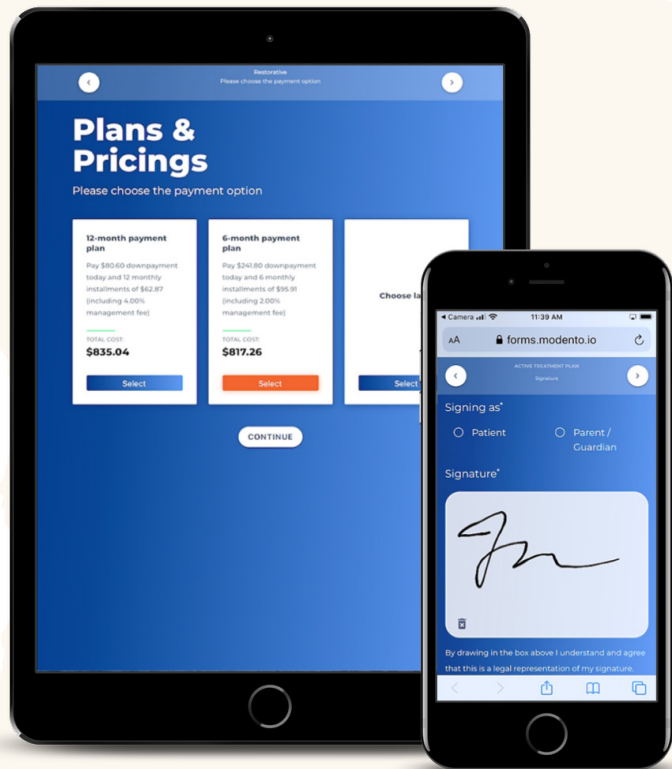 Restorative
Please choose the payment option
Plans &
Pricings
Please choose the payment option
12-month payment
plan
Pay $80.60 downpayment
today and 12 monthly
installments of $62.87
(including 4.00%
management fee)
TOTAL COST:
$835.04
Select
6-month payment
plan
Pay $241.80 downpayment
today and 6 monthly
installments of $95.91
(including 2.00%
management fee)
TOTAL COST:
$817.26
Select
Choose la
Select
CONTINUE
Camera 11:39 AM
AA forms.modento.io
ACTIVE TREATMENT PLAN
Signature
Signing as*
Patient
Parent /
Guardian
Signature*
By drawing in the box above I understand and agree
that this is a legal representation of my signature.